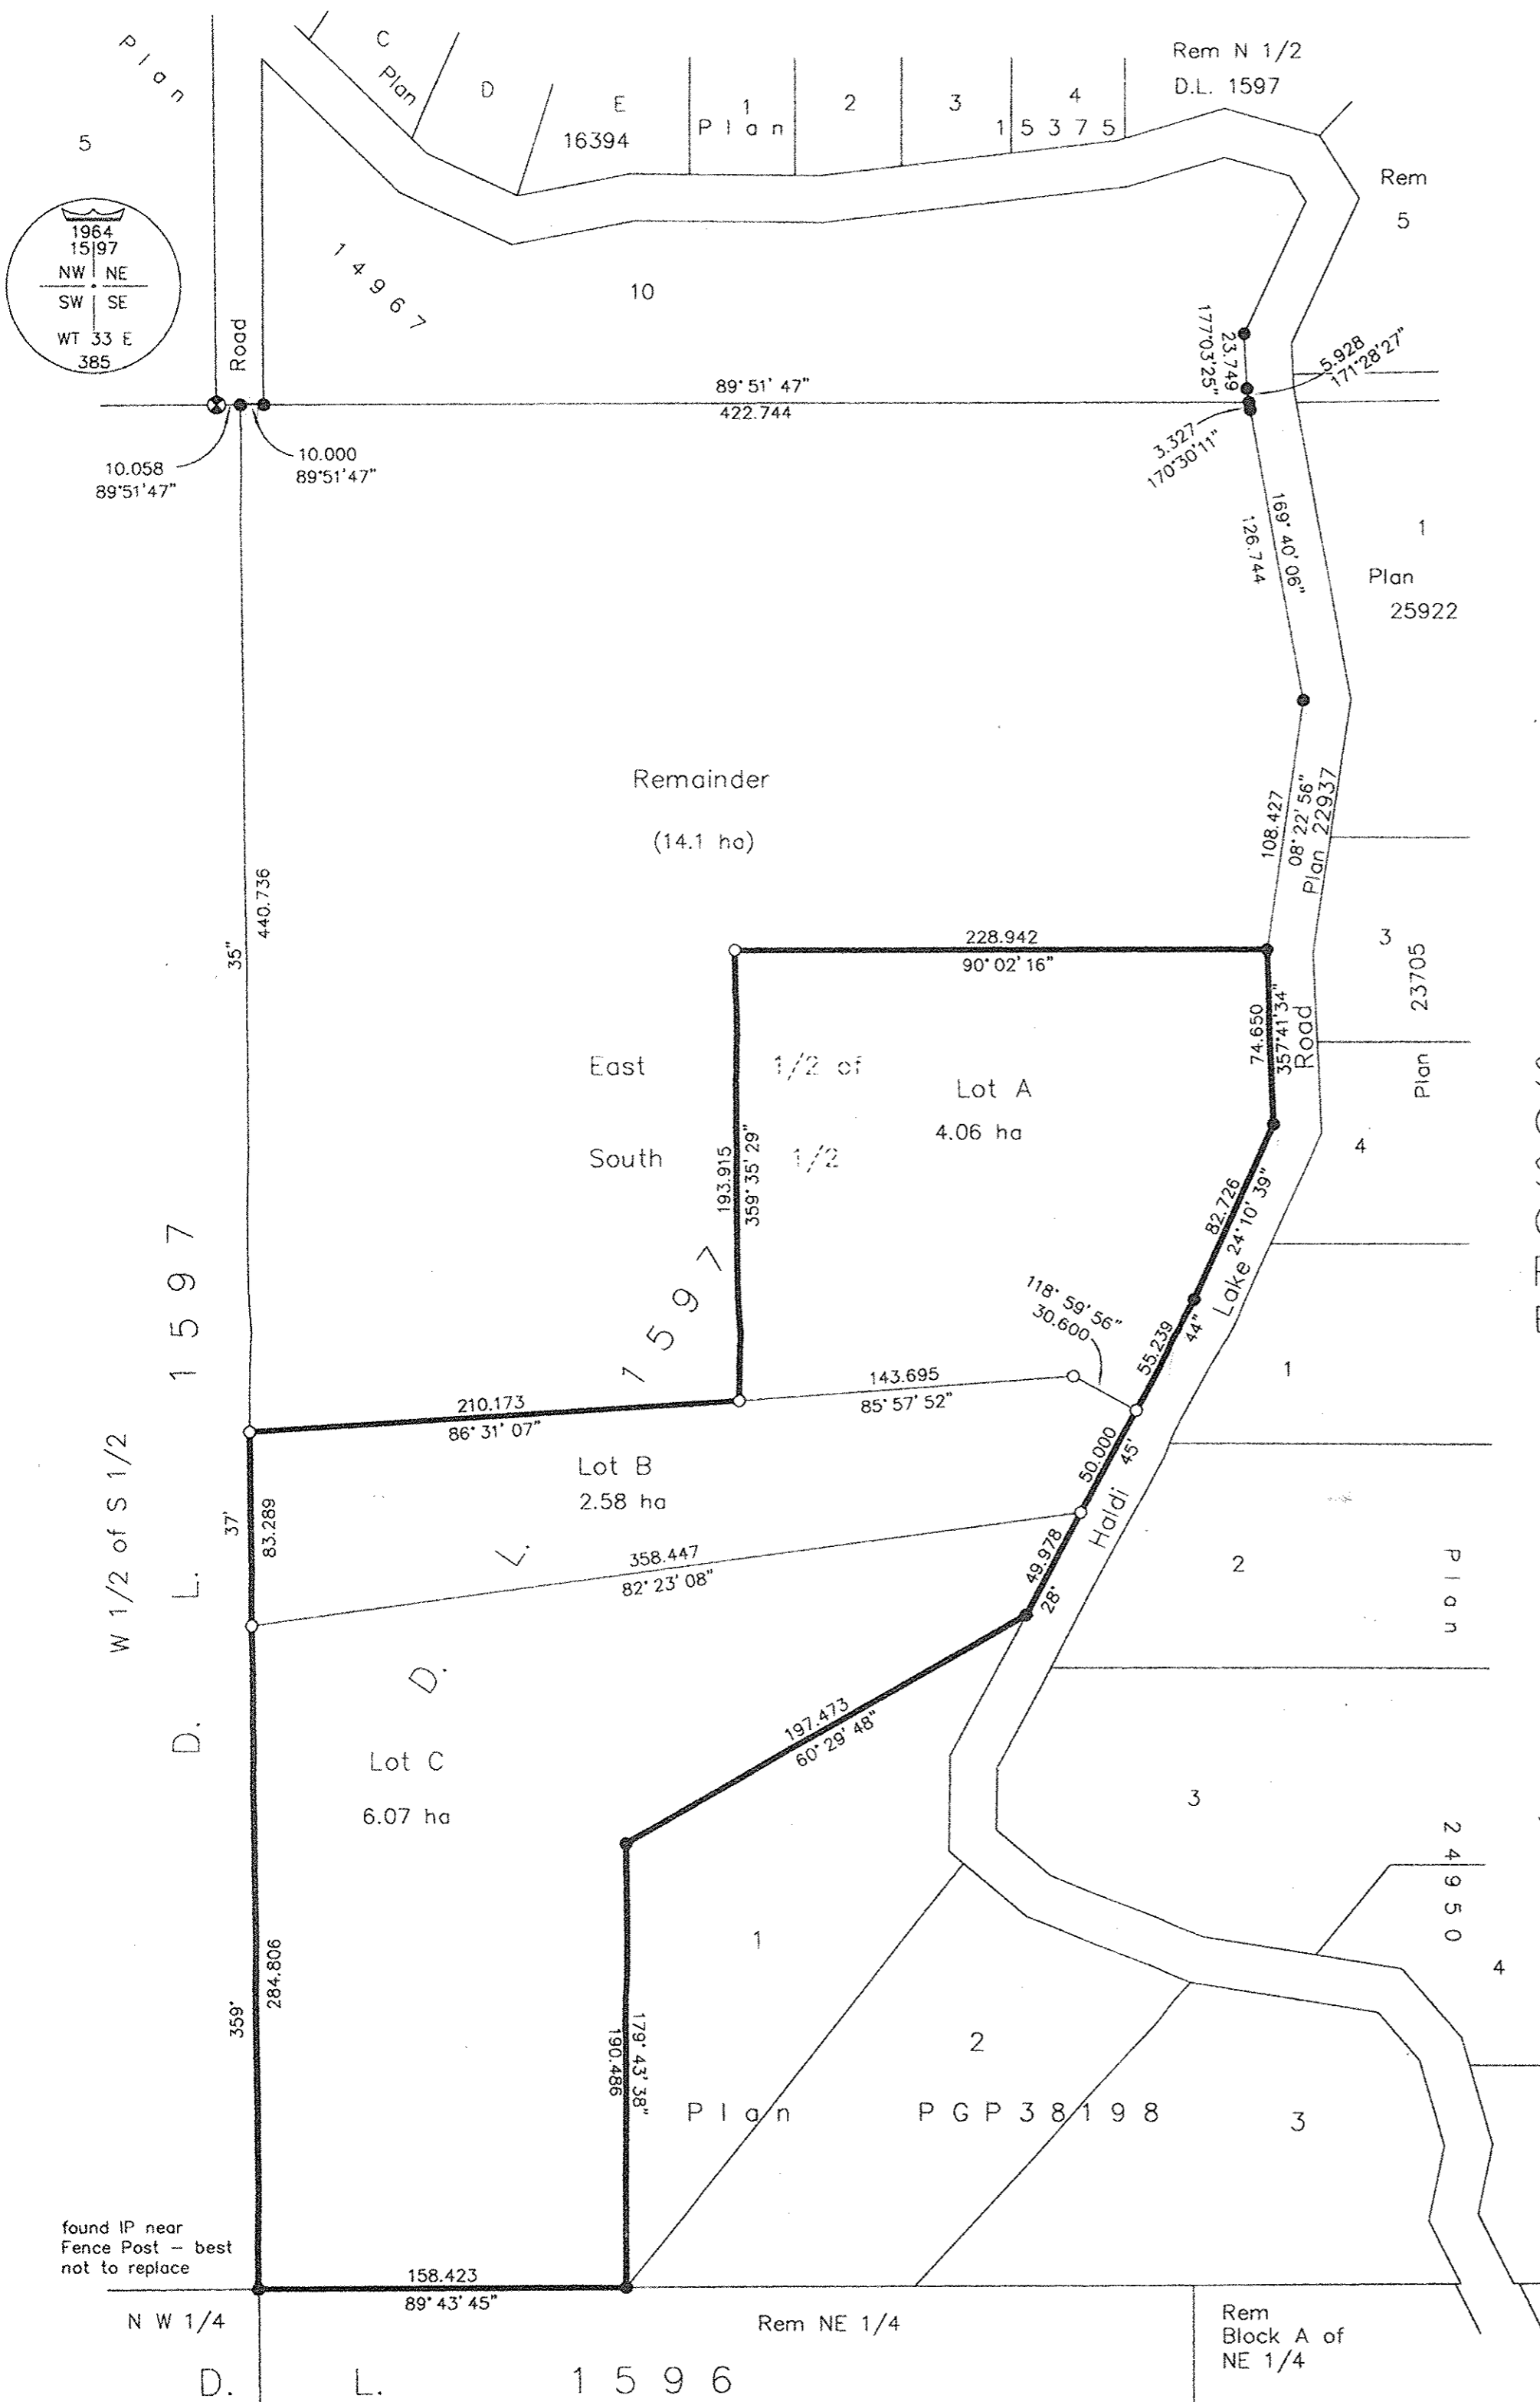 Plan
5
C
Plan
D
E
16394
1
Plan
2
3
4
15375
Rem N 1/2
D.L. 1597
Rem
5
1964
15 97
NW NE
SW SE
WT 33 E
385
Road
14967
10
89° 51' 47"
422.744
10.058
89°51'47"
10.000
89°51'47"
23.749
177°03'25"
5.928
171°28'27"
3.327
170°30'11"
169° 40' 06"
126.744
1
Plan
25922
Remainder
(14.1 ha)
440.736
35"
108.427
08° 22' 56"
Plan 22937
228.942
90° 02' 16"
3
23705
Plan
74.650
357°41'34"
Road
East 1/2 of
South 1/2
Lot A
4.06 ha
4
193.915
359° 35' 29"
82.726
24° 10' 39"
Lake
118° 59' 56"
30.600
55.239
44"
1
D. L. 1597
W 1/2 of S 1/2
D. L. 1597
210.173
86° 31' 07"
143.695
85° 57' 52"
Lot B
2.58 ha
50.000
45'
Haldi
37'
83.289
358.447
82° 23' 08"
49.978
28°
2
Plan
24950
197.473
60° 29' 48"
Lot C
6.07 ha
3
4
359°
284.806
1
179° 43' 38"
190.486
2
Plan PGP38198
3
found IP near
Fence Post – best
not to replace
158.423
89° 43' 45"
N W 1/4
Rem NE 1/4
Rem
Block A of
NE 1/4
D. L. 1596